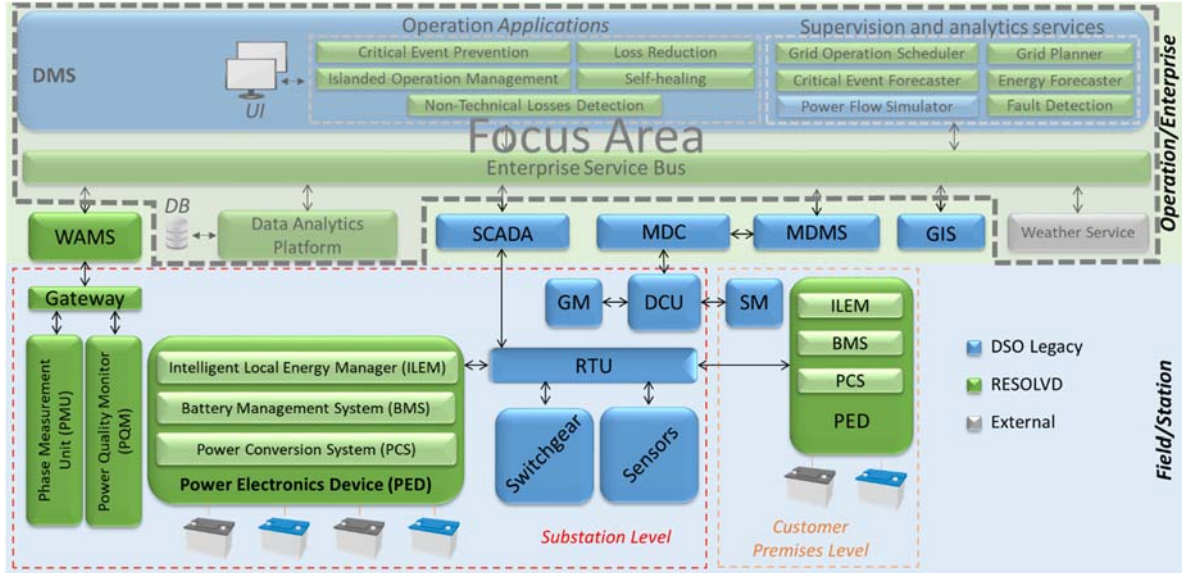 Operation Applications
Supervision and analytics services
DMS
UI
Critical Event Prevention
Loss Reduction
Islanded Operation Management
Self-healing
Non-Technical Losses Detection
Grid Operation Scheduler
Grid Planner
Critical Event Forecaster
Energy Forecaster
Power Flow Simulator
Fault Detection
Focus Area
Enterprise Service Bus
Operation/Enterprise
WAMS
DB
Data Analytics
Platform
SCADA
MDC
MDMS
GIS
Weather Service
Gateway
GM
DCU
SM
Phase Measurement
Unit (PMU)
Power Quality Monitor
(PQM)
Intelligent Local Energy Manager (ILEM)
Battery Management System (BMS)
Power Conversion System (PCS)
Power Electronics Device (PED)
RTU
Switchgear
Sensors
ILEM
BMS
PCS
PED
DSO Legacy
RESOLVD
External
Field/Station
Substation Level
Customer
Premises Level